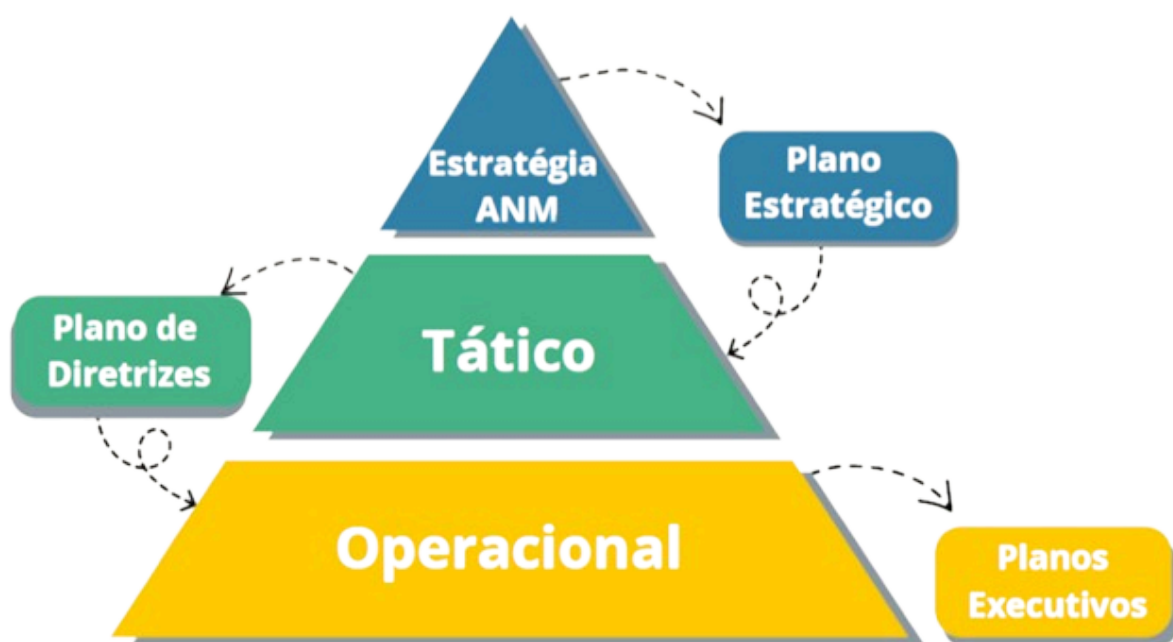 Estratégia
ANM
Plano
Estratégico
Plano de
Diretrizes
Tático
Operacional
Planos
Executivos